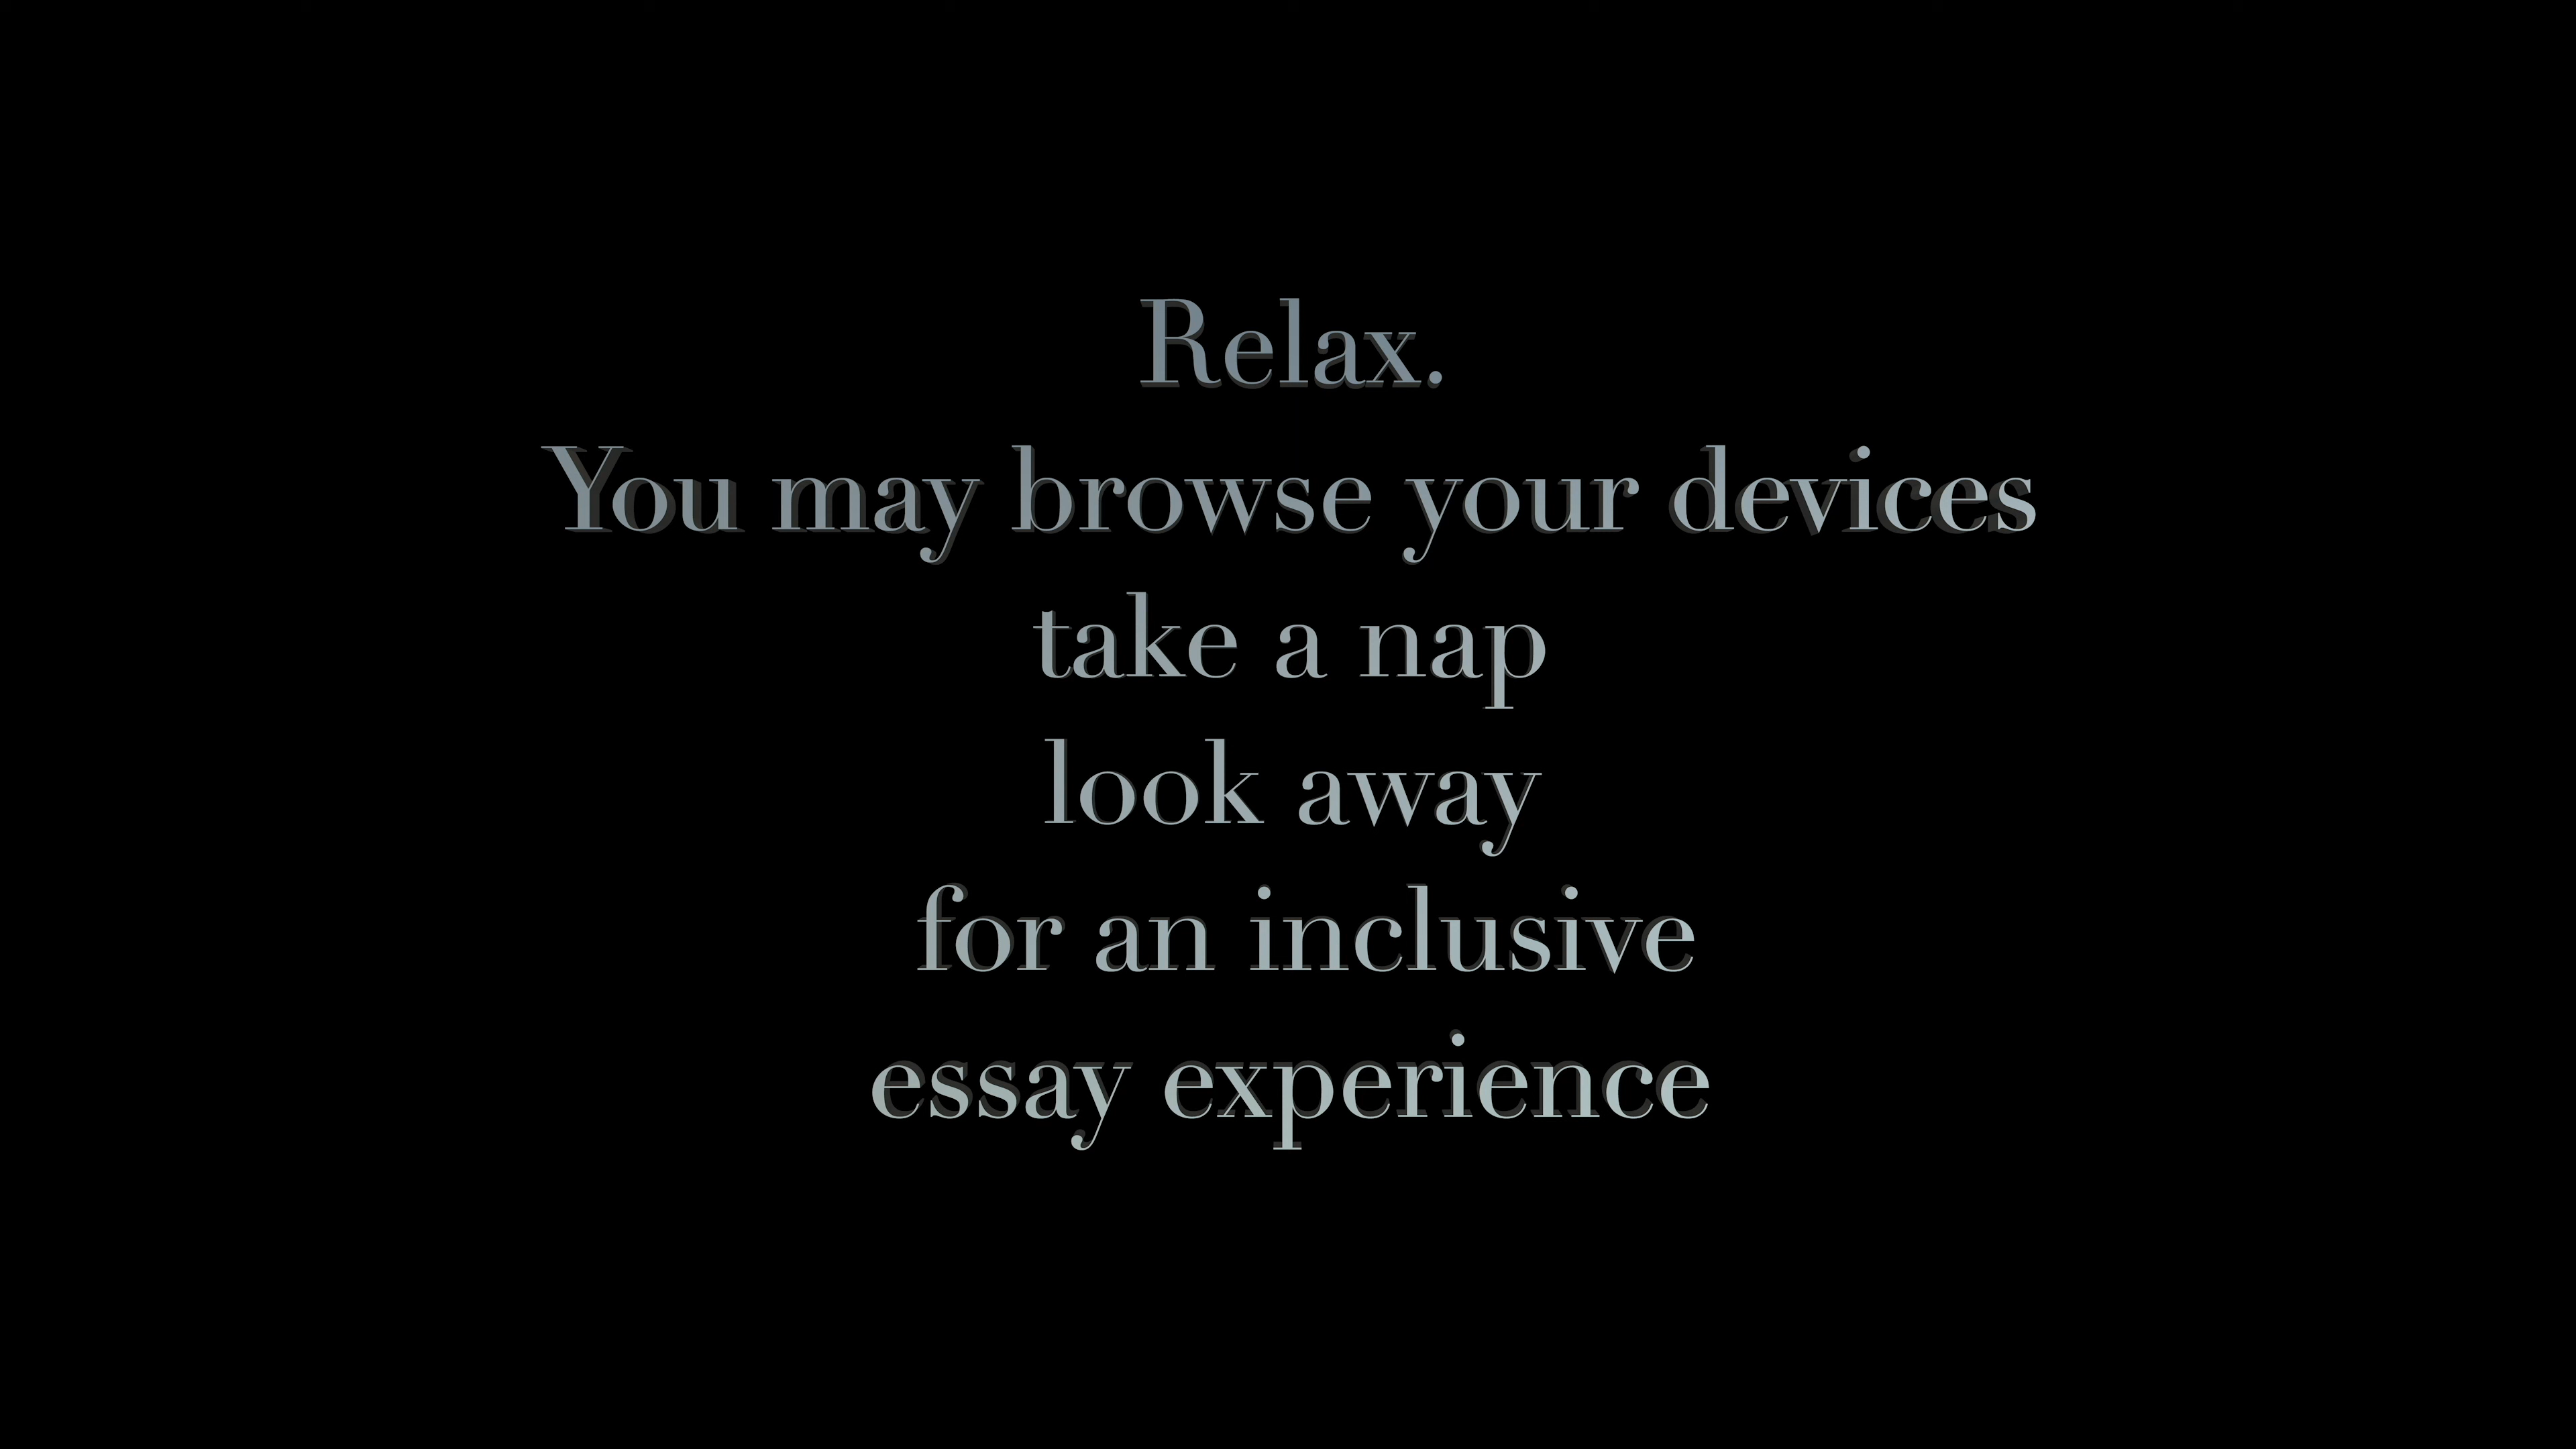 Relax.
You may browse your devices
take a nap
look away
for an inclusive
essay experience